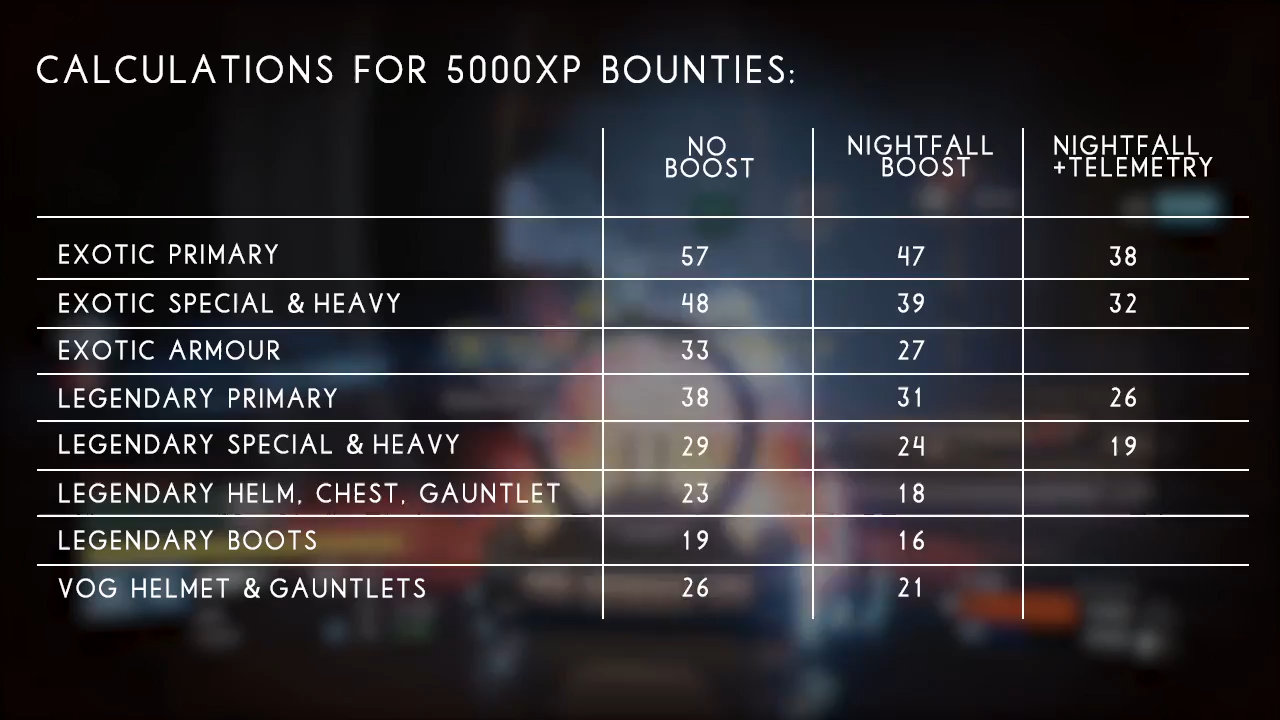 CALCULATIONS FOR 5000XP BOUNTIES:
NO BOOST NIGHTFALL BOOST NIGHTFALL +TELEMETRY
EXOTIC PRIMARY 57 47 38
EXOTIC SPECIAL & HEAVY 48 39 32
EXOTIC ARMOUR 33 27
LEGENDARY PRIMARY 38 31 26
LEGENDARY SPECIAL & HEAVY 29 24 19
LEGENDARY HELM, CHEST, GAUNTLET 23 18
LEGENDARY BOOTS 19 16
VOG HELMET & GAUNTLETS 26 21